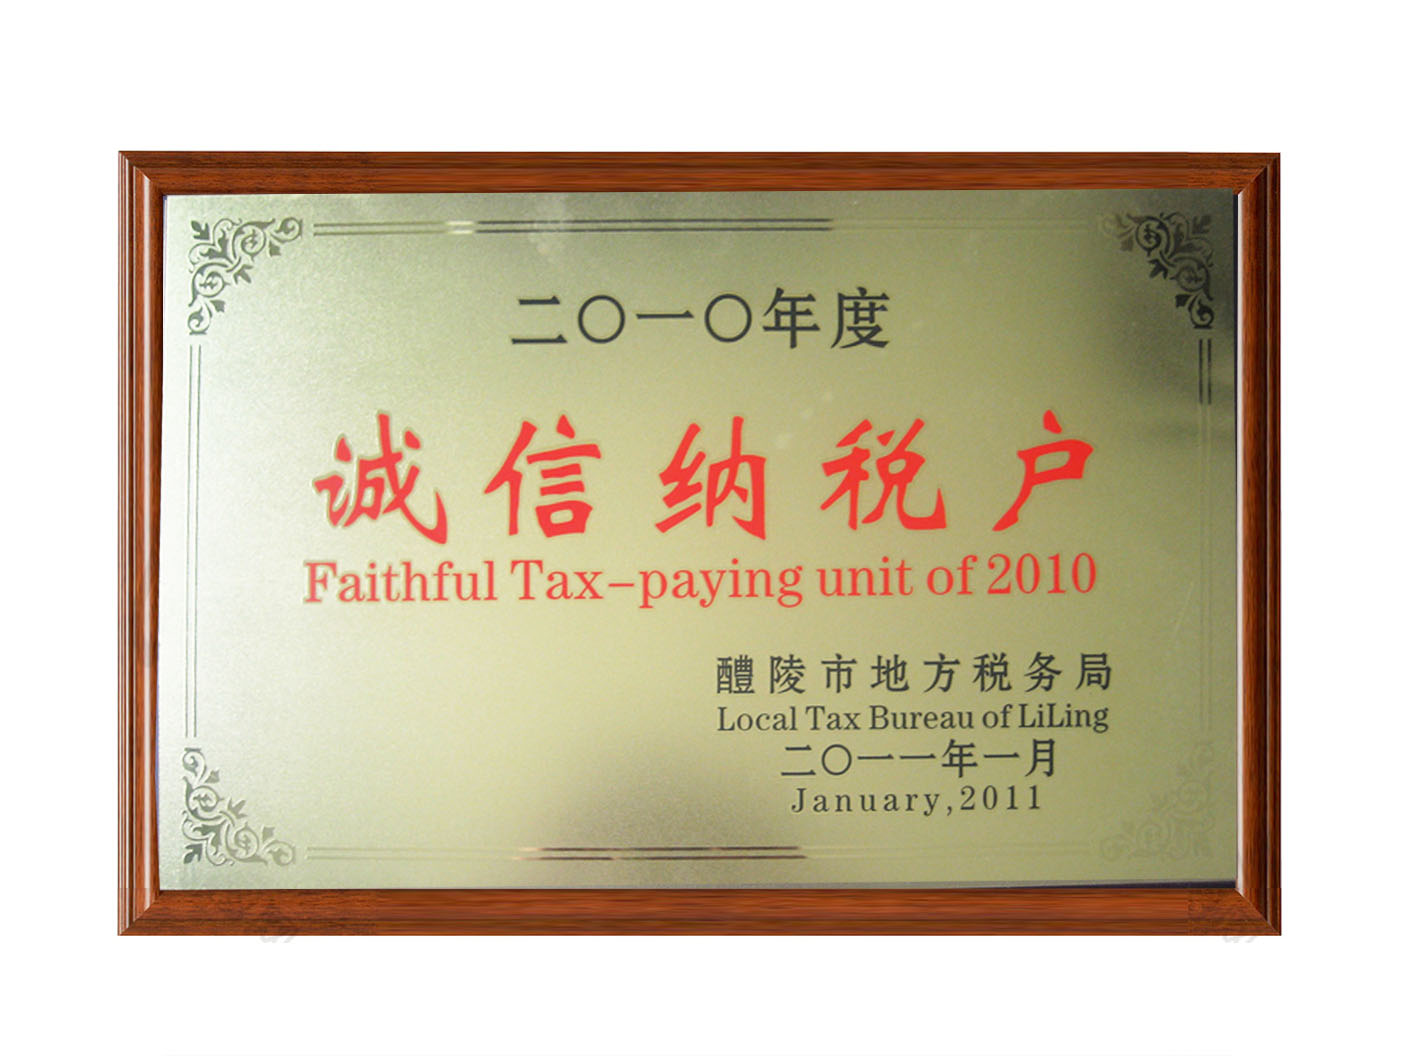 二〇一〇年度
诚信纳税户
Faithful Tax-paying unit of 2010
醴陵市地方税务局
Local Tax Bureau of LiLing
二〇一一年一月
January,2011